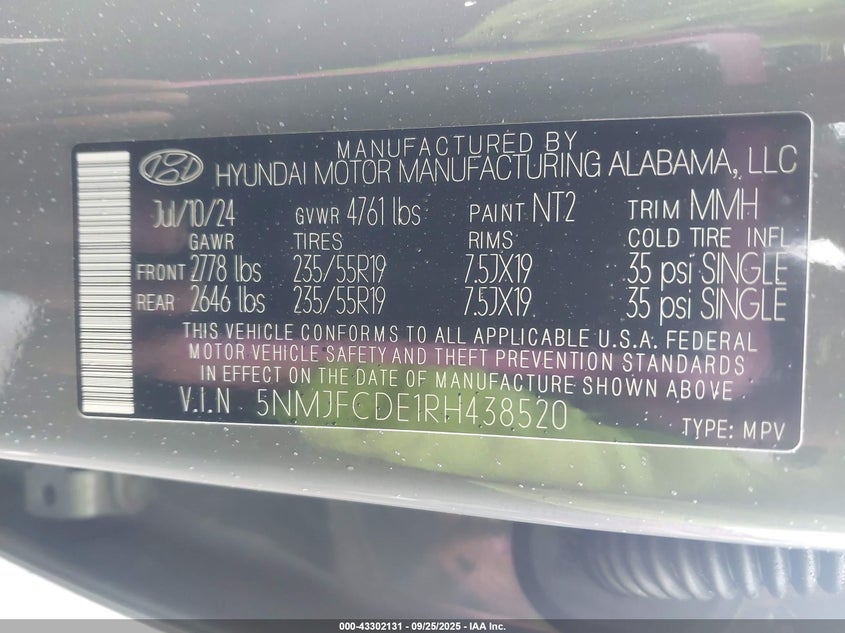 MANUFACTURED BY
HYUNDAI MOTOR MANUFACTURING ALABAMA, LLC
Jul/10/24 GVWR 4761 lbs PAINT NT2 TRIM MMH
GAWR TIRES RIMS COLD TIRE INFL
FRONT 2778 lbs 235/55R19 7.5JX19 35 psi SINGLE
REAR 2646 lbs 235/55R19 7.5JX19 35 psi SINGLE
THIS VEHICLE CONFORMS TO ALL APPLICABLE U.S.A. FEDERAL
MOTOR VEHICLE SAFETY AND THEFT PREVENTION STANDARDS
IN EFFECT ON THE DATE OF MANUFACTURE SHOWN ABOVE
V.I.N 5NMJFCDE1RH438520
TYPE: MPV
000-43302131 - 09/25/2025 - IAA Inc.